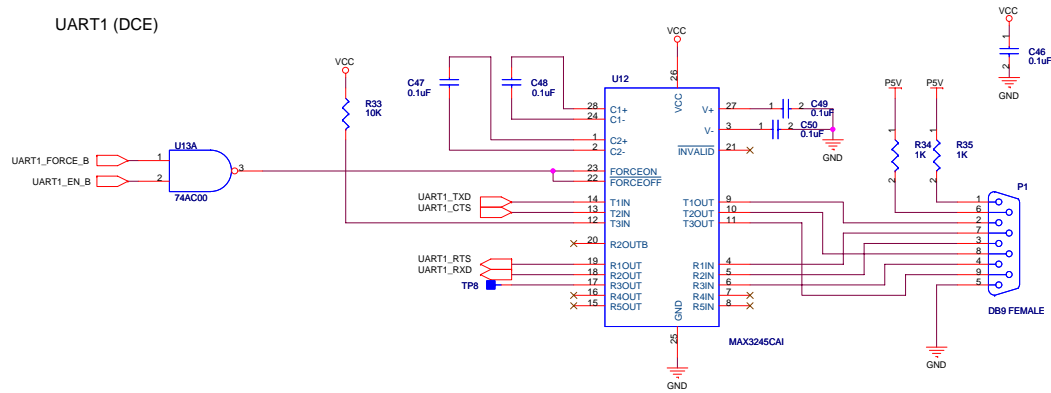 UART1 (DCE)
VCC
1
C46
0.1uF
2
GND
VCC
R33
10K
C47
0.1uF
C48
0.1uF
U12
VCC
26
VCC
28 C1+
24 C1-
1 C2+
2 C2-
V+ 27
1 2 C49
0.1uF
V- 3
1 2 C50
0.1uF
GND
INVALID 21
P5V
P5V
1
1
R34
1K
R35
1K
2
2
U13A
UART1_FORCE_B 1
UART1_EN_B 2
3
74AC00
23 FORCEON
22 FORCEOFF
UART1_TXD 14 T1IN
UART1_CTS 13 T2IN
12 T3IN
20 R2OUTB
UART1_RTS 19 R1OUT
UART1_RXD 18 R2OUT
TP8 17 R3OUT
16 R4OUT
15 R5OUT
T1OUT 9
T2OUT 10
T3OUT 11
R1IN 4
R2IN 5
R3IN 6
R4IN 7
R5IN 8
GND
25
GND
MAX3245CAI
P1
1
6
2
7
3
8
4
9
5
DB9 FEMALE
GND